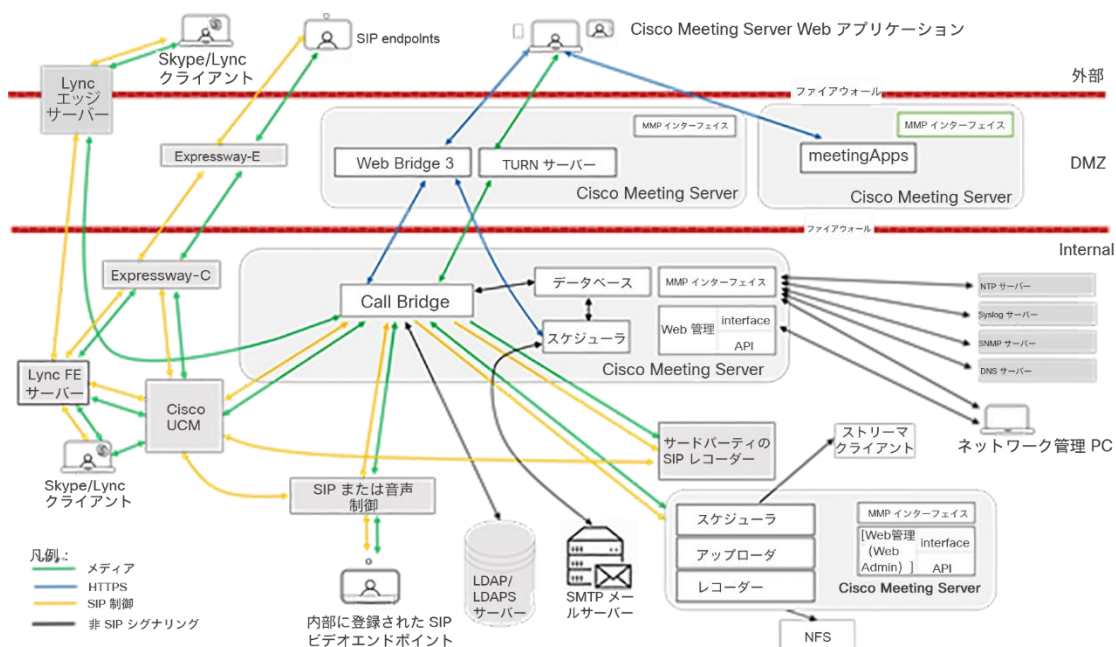 Cisco Meeting Server Web アプリケーション
SIP endpoints
Skype/Lync
クライアント
外部
Lync
エッジ
サーバー
ファイアウォール
MMP インターフェイス
MMP インターフェイス
Expressway-E
Web Bridge 3
TURN サーバー
meetingApps
DMZ
Cisco Meeting Server
Cisco Meeting Server
ファイアウォール
Internal
Expressway-C
データベース
MMP インターフェイス
NTP サーバー
Call Bridge
Syslog サーバー
Web 管理
interface
API
スケジューラ
SNMP サーバー
Cisco Meeting Server
DNS サーバー
Lync FE
サーバー
Cisco
UCM
ネットワーク管理 PC
サードパーティの
SIP レコーダー
ストリーマ
クライアント
Skype/Lync
クライアント
SIP または音声
制御
スケジューラ
MMP インターフェイス
アップローダ
[Web管理
(Web
Admin) ]
interface
API
レコーダー
Cisco Meeting Server
凡例：
メディア
HTTPS
SIP 制御
非 SIP シグナリング
LDAP/
LDAPS
サーバー
SMTP メー
ルサーバー
内部に登録された SIP
ビデオエンドポイント
NFS